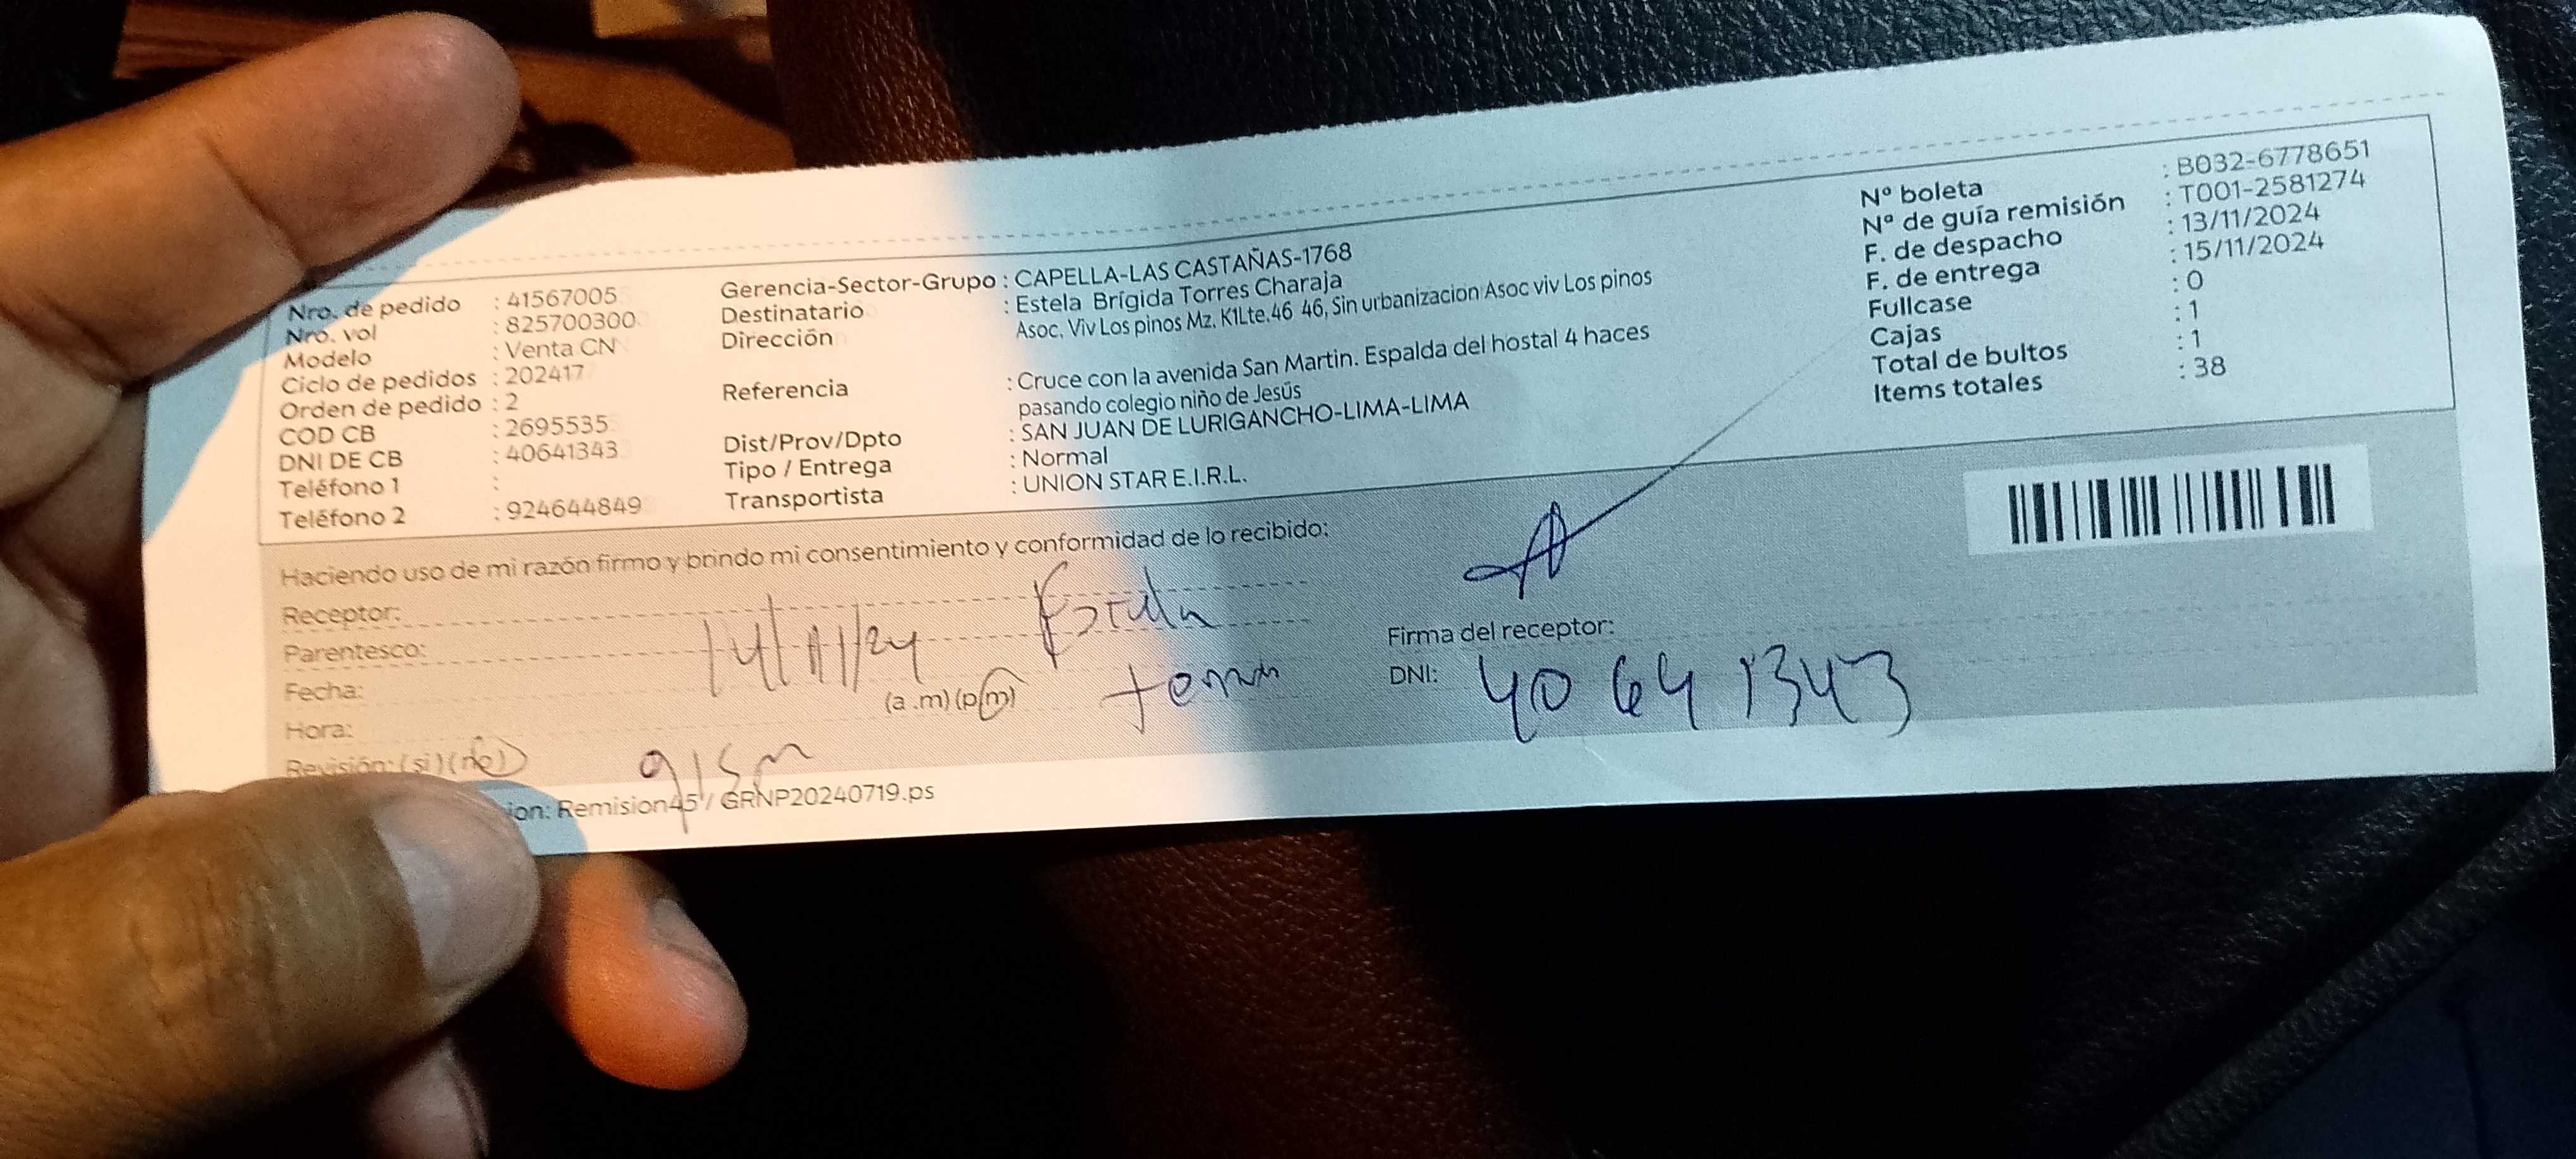 Nro. de pedido : 41567005
Nro. vol : 825700300
Modelo : Venta CN
Ciclo de pedidos : 202417
Orden de pedido : 2
COD CB : 2695535
DNI DE CB : 40641343
Teléfono 1 :
Teléfono 2 : 924644849
Gerencia-Sector-Grupo : CAPELLA-LAS CASTAÑAS-1768
Destinatario : Estela Brígida Torres Charaja
Dirección : Asoc. Viv Los pinos Mz. K1Lte.46 46, Sin urbanizacion Asoc viv Los pinos
Referencia : Cruce con la avenida San Martin. Espalda del hostal 4 haces
pasando colegio niño de Jesús
Dist/Prov/Dpto : SAN JUAN DE LURIGANCHO-LIMA-LIMA
Tipo / Entrega : Normal
Transportista : UNION STAR E.I.R.L.
Nº boleta : B032-6778651
Nª de guía remisión : T001-2581274
F. de despacho : 13/11/2024
F. de entrega : 15/11/2024
Fullcase : 0
Cajas : 1
Total de bultos : 1
Items totales : 38
Haciendo uso de mi razón firmo y brindo mi consentimiento y conformidad de lo recibido:
Receptor:
Parentesco:
Fecha: 14/11/24
Hora: (a .m) (p.m)
Revisión: (si) (no)
Firma del receptor:
DNI: 40641343
ion: Remision45 / GRNP20240719.ps